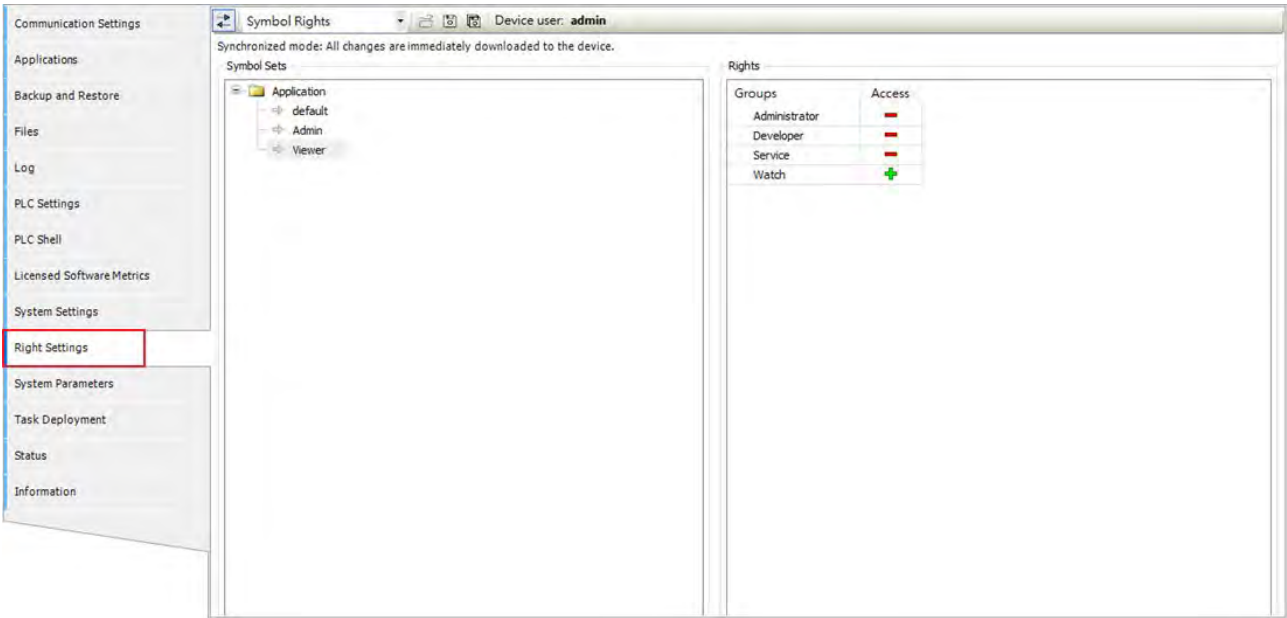 Communication Settings
Applications
Backup and Restore
Files
Log
PLC Settings
PLC Shell
Licensed Software Metrics
System Settings
Right Settings
System Parameters
Task Deployment
Status
Information
Symbol Rights Device user: admin
Synchronized mode: All changes are immediately downloaded to the device.
Symbol Sets
Application
default
Admin
Viewer
Rights
Groups Access
Administrator
Developer
Service
Watch